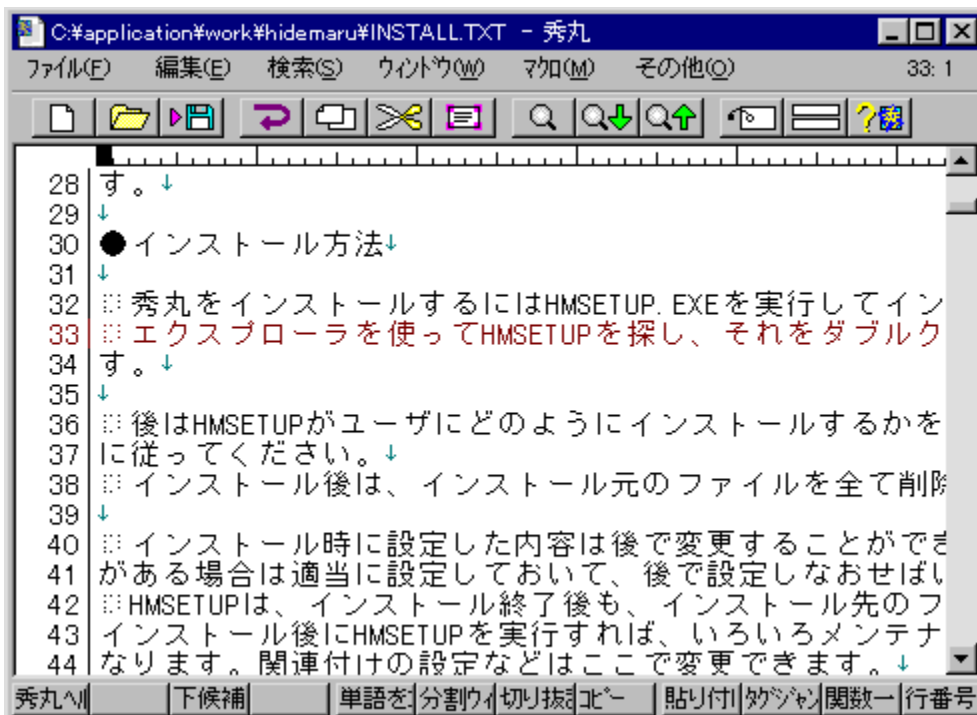 C:¥application¥work¥hidemaru¥INSTALL.TXT - 秀丸
ﾌｧｲﾙ(F) 編集(E) 検索(S) ｳｨﾝﾄﾞｳ(W) ﾏｸﾛ(M) その他(O) 33: 1
28 す。↓
29 ↓
30 ●インストール方法↓
31 ↓
32 秀丸をインストールするにはHMSETUP.EXEを実行してイン
33 エクスプローラを使ってHMSETUPを探し、それをダブルク
34 す。↓
35 ↓
36 後はHMSETUPがユーザにどのようにインストールするかを
37 に従ってください。↓
38 インストール後は、インストール元のファイルを全て削除
39 ↓
40 インストール時に設定した内容は後で変更することができ
41 がある場合は適当に設定しておいて、後で設定しなおせばい
42 HMSETUPは、インストール終了後も、インストール先のフ
43 インストール後にHMSETUPを実行すれば、いろいろメンテナ
44 なります。関連付けの設定などはここで変更できます。↓
秀丸ﾍﾙ 下候補 単語を 分割ｳｨ 切り抜き ｺﾋﾟｰ 貼り付け ﾀｸﾞｼﾞｬﾝ 関数一 行番号